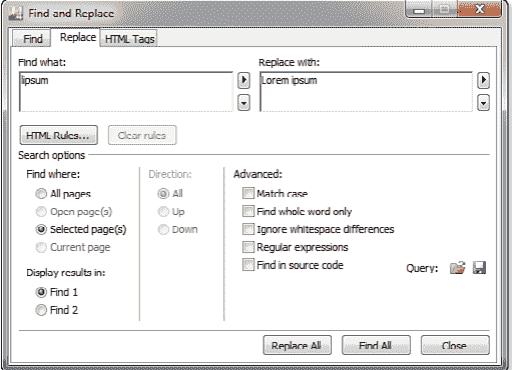 Find and Replace
Find Replace HTML Tags
Find what: Replace with:
lipsum Lorem ipsum
HTML Rules... Clear rules
Search options
Find where: Direction: Advanced:
All pages All Match case
Open page(s) Up Find whole word only
Selected page(s) Down Ignore whitespace differences
Current page Regular expressions
Find in source code Query:
Display results in:
Find 1
Find 2
Replace All Find All Close